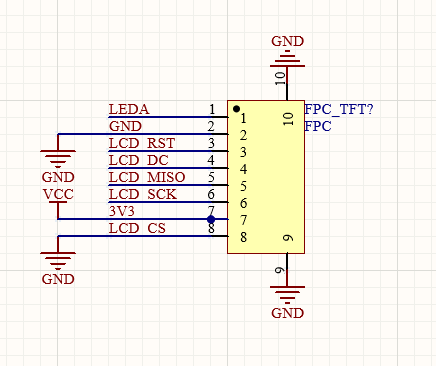 GND
10
LEDA 1 1 10 FPC_TFT?
GND 2 2 FPC
LCD_RST 3 3
LCD_DC 4 4
GND LCD_MISO 5 5
VCC LCD_SCK 6 6
3V3 7 7
LCD_CS 8 8 9
9
GND
GND